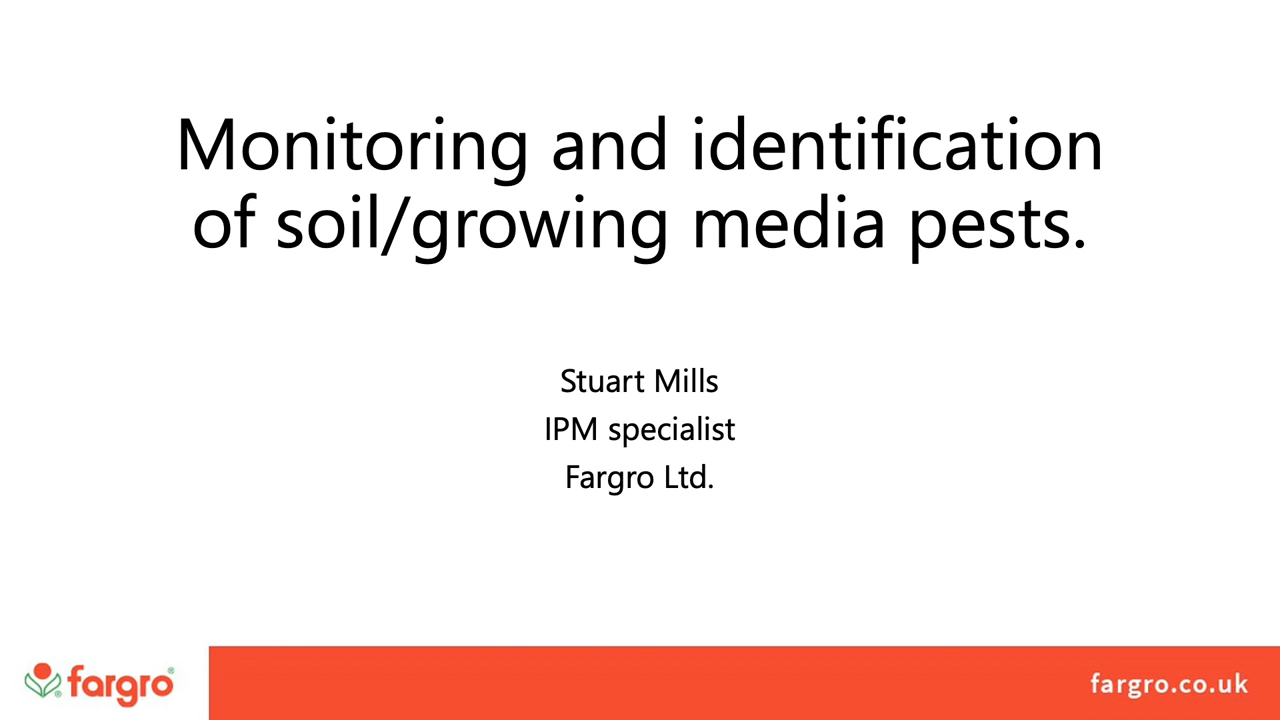 Monitoring and identification
of soil/growing media pests.
Stuart Mills
IPM specialist
Fargro Ltd.
fargro®
fargro.co.uk